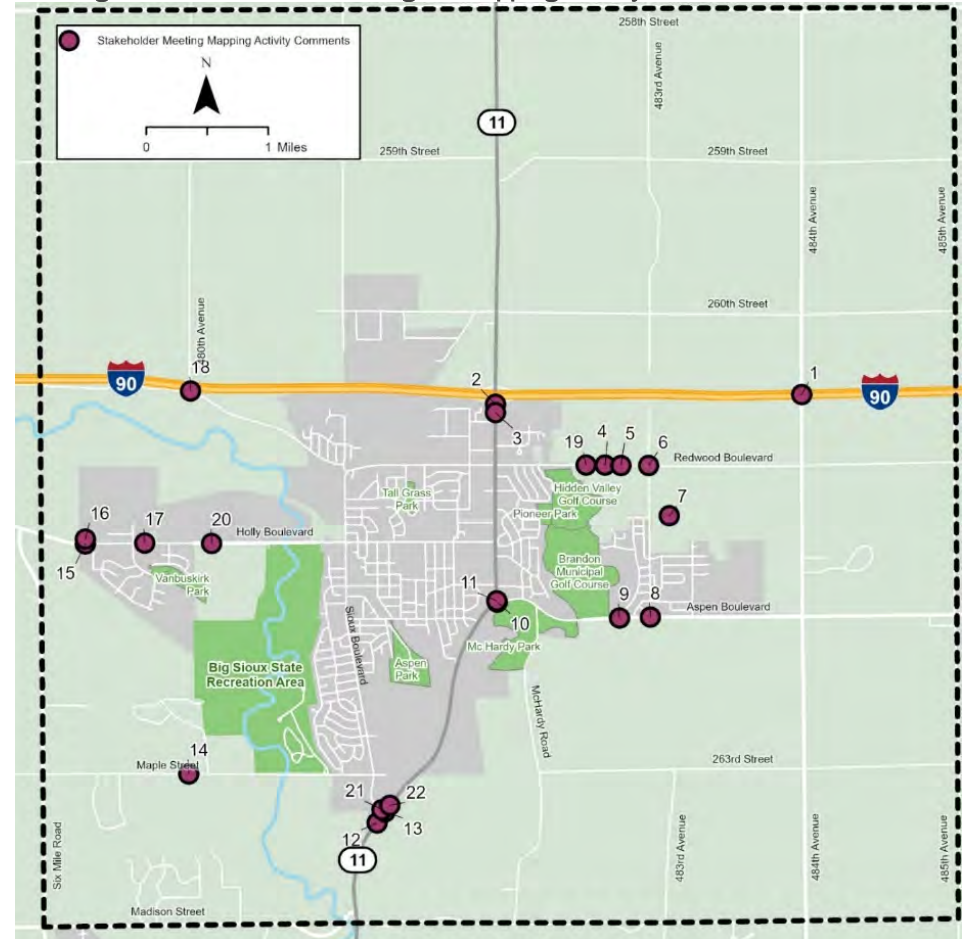 Stakeholder Meeting Mapping Activity Comments
N
0 1 Miles
258th Street
483rd Avenue
11
259th Street
259th Street
484th Avenue
485th Avenue
480th Avenue
260th Street
90
18
2
3
1
90
19
4
5
6
Redwood Boulevard
Hidden Valley
Golf Course
Tall Grass
Park
Pioneer Park
7
16
17
20
Holly Boulevard
15
Vanbuskirk
Park
Brandon
Municipal
Golf Course
11
10
9
8
Aspen Boulevard
Sioux Boulevard
Mc Hardy Park
Aspen
Park
Big Sioux State
Recreation Area
McHardy Road
14
Maple Street
263rd Street
21
22
12
13
11
Six Mile Road
483rd Avenue
484th Avenue
485th Avenue
Madison Street